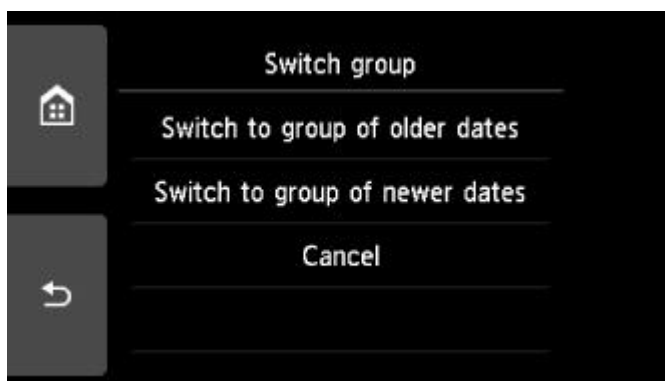 Switch group
Switch to group of older dates
Switch to group of newer dates
Cancel